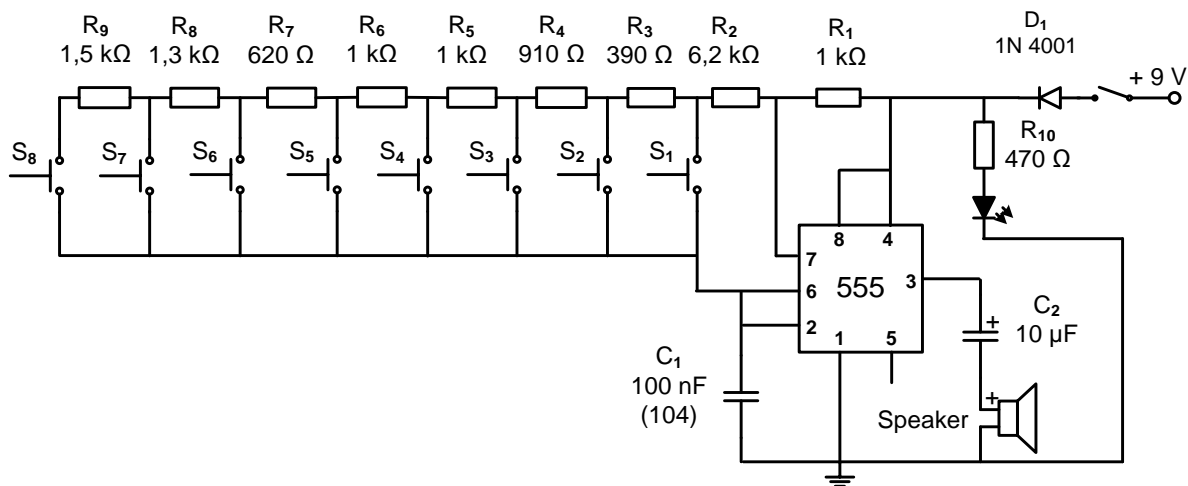 R₉ R₈ R₇ R₆ R₅ R₄ R₃ R₂ R₁ D₁
1,5 kΩ 1,3 kΩ 620 Ω 1 kΩ 1 kΩ 910 Ω 390 Ω 6,2 kΩ 1 kΩ 1N 4001
+ 9 V
R₁₀
470 Ω
S₈ S₇ S₆ S₅ S₄ S₃ S₂ S₁
8 4
7
6 555 3
2
1 5
C₂
10 µF
C₁
100 nF
(104)
+
+
Speaker